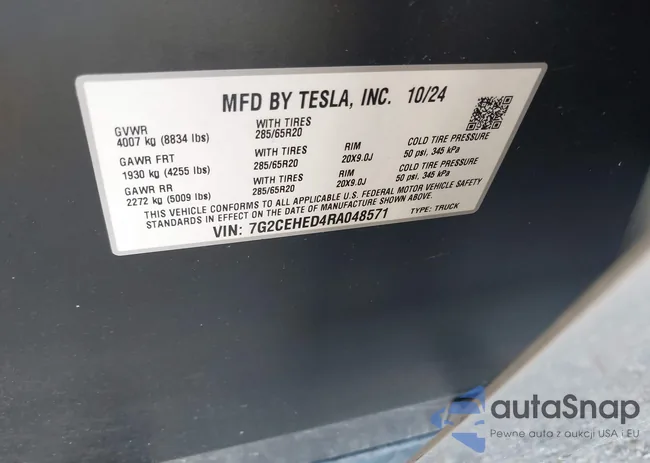 MFD BY TESLA, INC. 10/24
GVWR WITH TIRES
4007 kg (8834 lbs) 285/65R20
GAWR FRT WITH TIRES RIM COLD TIRE PRESSURE
1930 kg (4255 lbs) 285/65R20 20X9.0J 50 psi, 345 kPa
GAWR RR WITH TIRES RIM COLD TIRE PRESSURE
2272 kg (5009 lbs) 285/65R20 20X9.0J 50 psi, 345 kPa
THIS VEHICLE CONFORMS TO ALL APPLICABLE U.S. FEDERAL MOTOR VEHICLE SAFETY
STANDARDS IN EFFECT ON THE DATE OF MANUFACTURE SHOWN ABOVE.
VIN: 7G2CEHED4RA048571 TYPE: TRUCK
autaSnap
Pewne auta z aukcji USA i EU